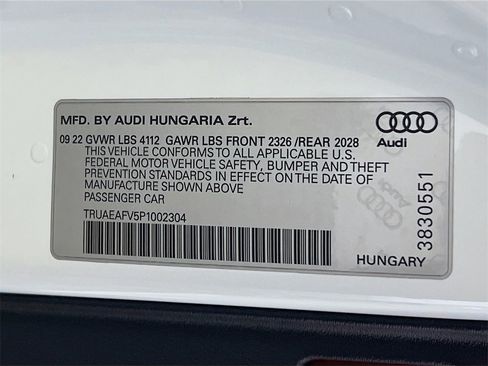 MFD. BY AUDI HUNGARIA Zrt.
09 22 GVWR LBS 4112 GAWR LBS FRONT 2326 /REAR 2028
THIS VEHICLE CONFORMS TO ALL APPLICABLE U.S.
FEDERAL MOTOR VEHICLE SAFETY, BUMPER AND THEFT
PREVENTION STANDARDS IN EFFECT ON THE DATE OF
MANUFACTURE SHOWN ABOVE
PASSENGER CAR
TRUAEAFV5P1002304
Audi
3830551
HUNGARY